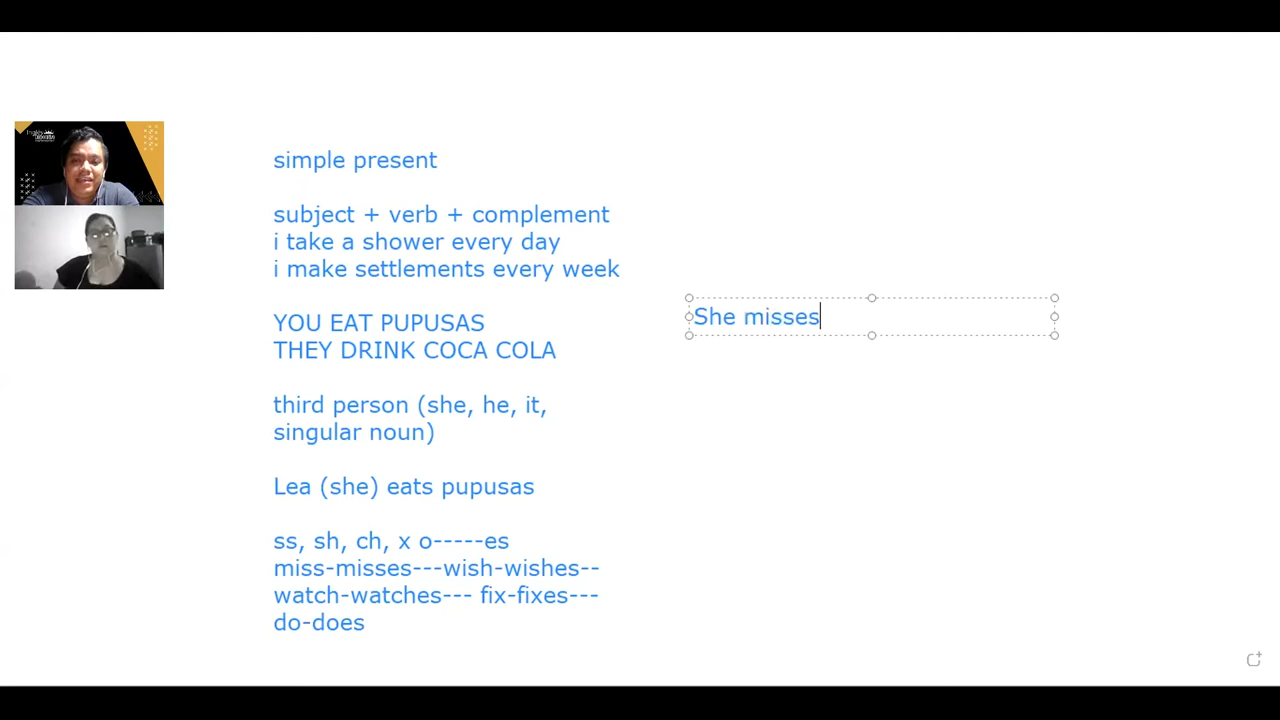 simple present
subject + verb + complement
i take a shower every day
i make settlements every week
YOU EAT PUPUSAS
THEY DRINK COCA COLA
third person (she, he, it,
singular noun)
Lea (she) eats pupusas
ss, sh, ch, x o-----es
miss-misses---wish-wishes--
watch-watches--- fix-fixes---
do-does
She misses